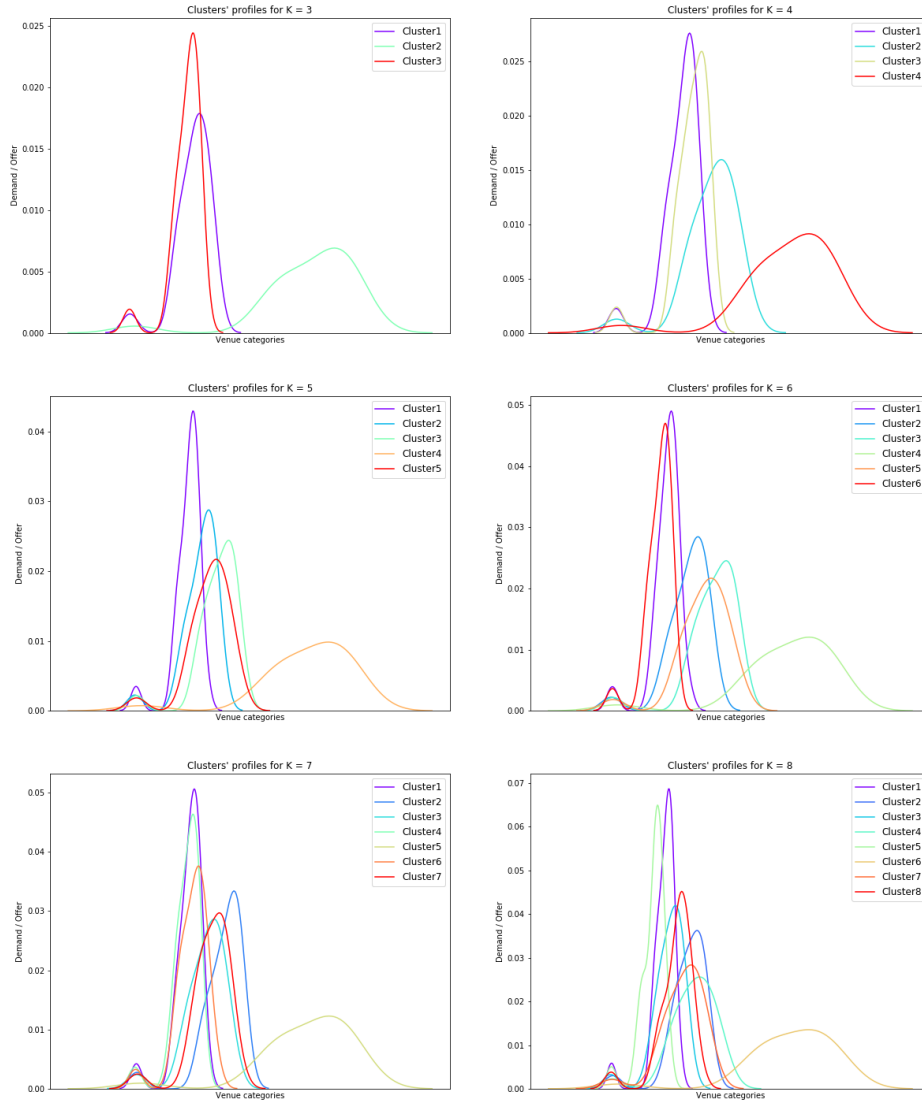 Clusters' profiles for K = 3
0.025
0.020
0.015
0.010
0.005
0.000
Demand / Offer
Venue categories
Cluster1
Cluster2
Cluster3
Clusters' profiles for K = 4
0.025
0.020
0.015
0.010
0.005
0.000
Demand / Offer
Venue categories
Cluster1
Cluster2
Cluster3
Cluster4
Clusters' profiles for K = 5
0.04
0.03
0.02
0.01
0.00
Demand / Offer
Venue categories
Cluster1
Cluster2
Cluster3
Cluster4
Cluster5
Clusters' profiles for K = 6
0.05
0.04
0.03
0.02
0.01
0.00
Demand / Offer
Venue categories
Cluster1
Cluster2
Cluster3
Cluster4
Cluster5
Cluster6
Clusters' profiles for K = 7
0.05
0.04
0.03
0.02
0.01
0.00
Demand / Offer
Venue categories
Cluster1
Cluster2
Cluster3
Cluster4
Cluster5
Cluster6
Cluster7
Clusters' profiles for K = 8
0.07
0.06
0.05
0.04
0.03
0.02
0.01
0.00
Demand / Offer
Venue categories
Cluster1
Cluster2
Cluster3
Cluster4
Cluster5
Cluster6
Cluster7
Cluster8